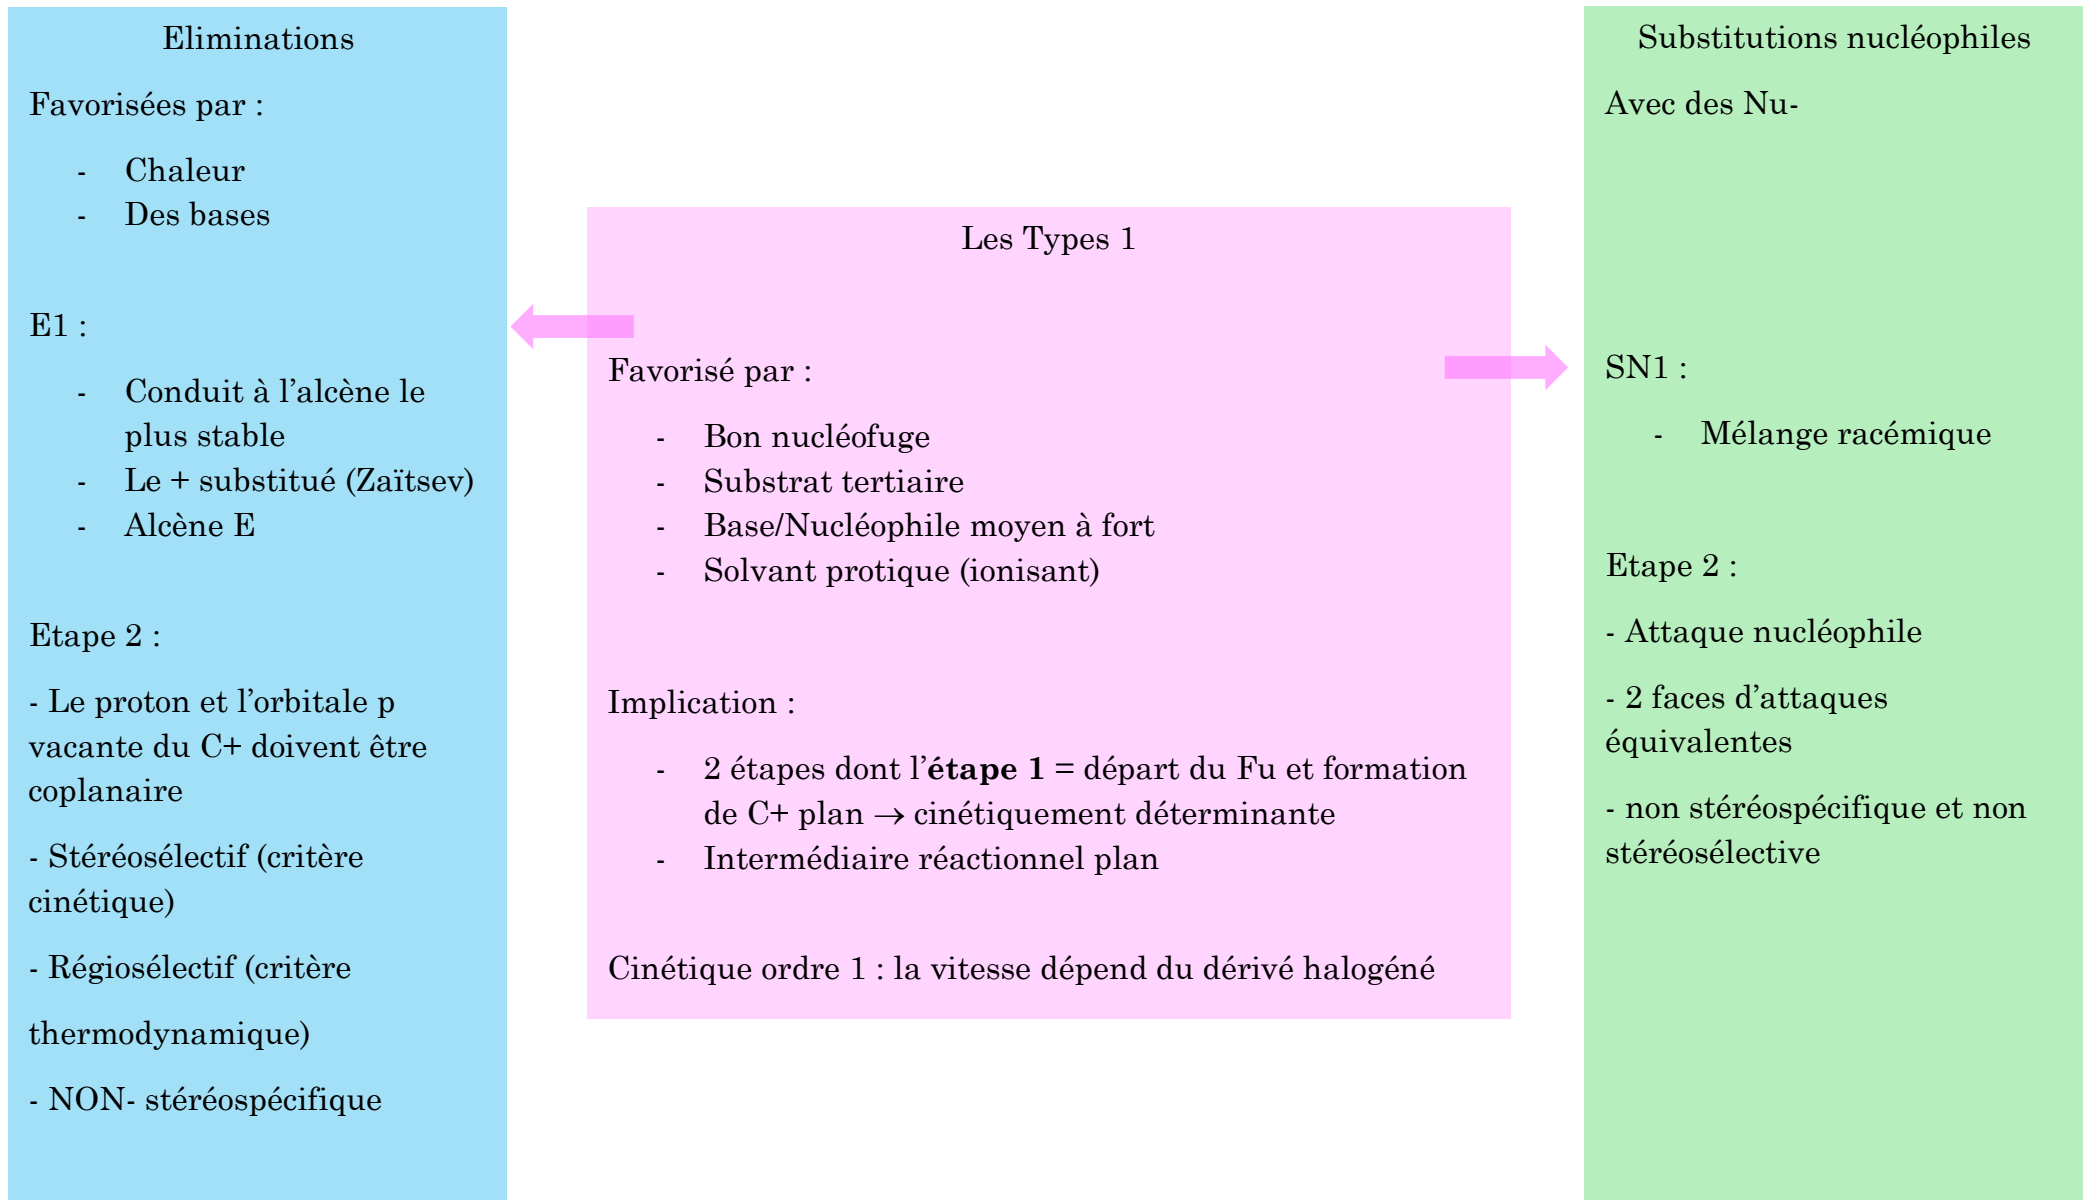 Eliminations
Favorisées par :
- Chaleur
- Des bases
E1 :
- Conduit à l’alcène le
plus stable
- Le + substitué (Zaïtsev)
- Alcène E
Etape 2 :
- Le proton et l’orbitale p
vacante du C+ doivent être
coplanaire
- Stéréosélectif (critère
cinétique)
- Régiosélectif (critère
thermodynamique)
- NON- stéréospécifique
Les Types 1
Favorisé par :
- Bon nucléofuge
- Substrat tertiaire
- Base/Nucléophile moyen à fort
- Solvant protique (ionisant)
Implication :
- 2 étapes dont l’étape 1 = départ du Fu et formation
de C+ plan → cinétiquement déterminante
- Intermédiaire réactionnel plan
Cinétique ordre 1 : la vitesse dépend du dérivé halogéné
Substitutions nucléophiles
Avec des Nu-
SN1 :
- Mélange racémique
Etape 2 :
- Attaque nucléophile
- 2 faces d’attaques
équivalentes
- non stéréospécifique et non
stéréosélective